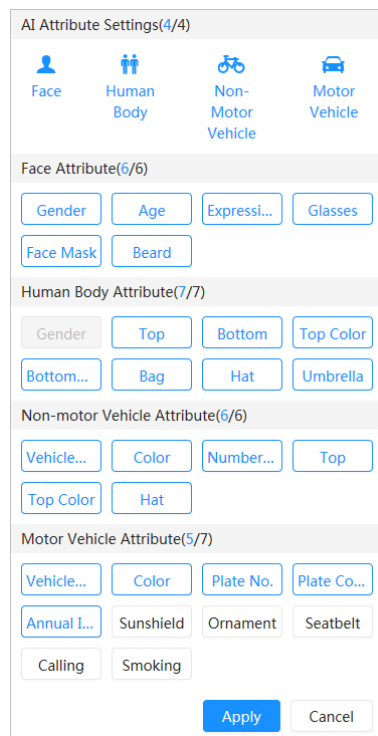 AI Attribute Settings(4/4)
Face Human Non- Motor
Body Motor Vehicle
Vehicle
Face Attribute(6/6)
Gender Age Expressi... Glasses
Face Mask Beard
Human Body Attribute(7/7)
Gender Top Bottom Top Color
Bottom... Bag Hat Umbrella
Non-motor Vehicle Attribute(6/6)
Vehicle... Color Number... Top
Top Color Hat
Motor Vehicle Attribute(5/7)
Vehicle... Color Plate No. Plate Co...
Annual I... Sunshield Ornament Seatbelt
Calling Smoking
Apply Cancel